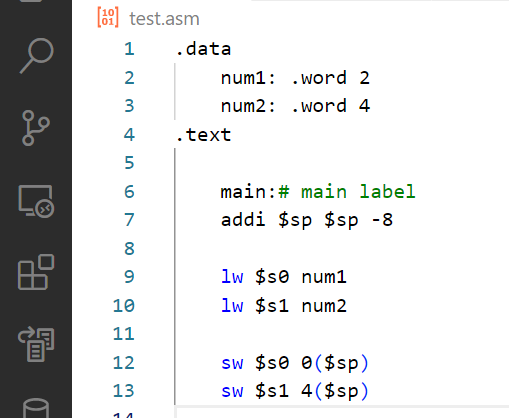 10
01
test.asm
1 .data
2 num1: .word 2
3 num2: .word 4
4 .text
5
6 main:# main label
7 addi $sp $sp -8
8
9 lw $s0 num1
10 lw $s1 num2
11
12 sw $s0 0($sp)
13 sw $s1 4($sp)
14